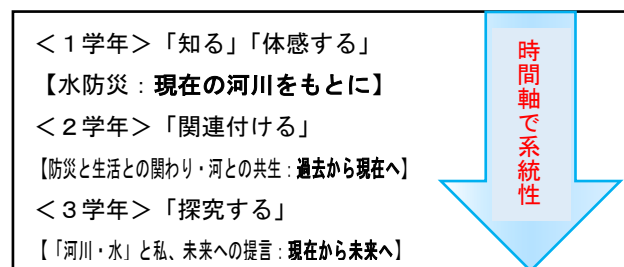 ＜１学年＞「知る」「体感する」
【水防災：現在の河川をもとに】
＜２学年＞「関連付ける」
【防災と生活との関わり・河との共生：過去から現在へ】
＜３学年＞「探究する」
【「河川・水」と私、未来への提言：現在から未来へ】
時間軸で系統性